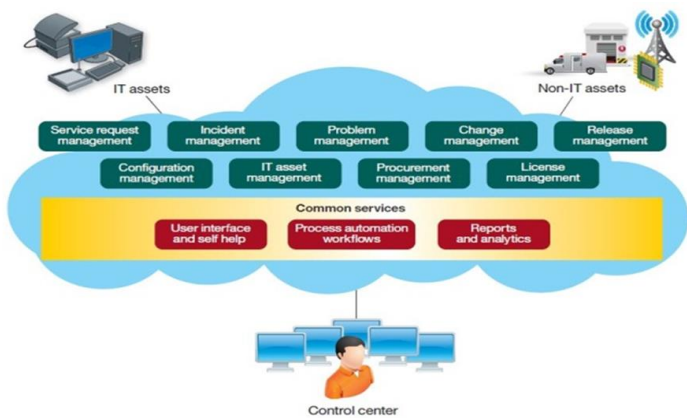 IT assets
Non-IT assets
Service request
management
Incident
management
Problem
management
Change
management
Release
management
Configuration
management
IT asset
management
Procurement
management
License
management
Common services
User interface
and self help
Process automation
workflows
Reports
and analytics
Control center